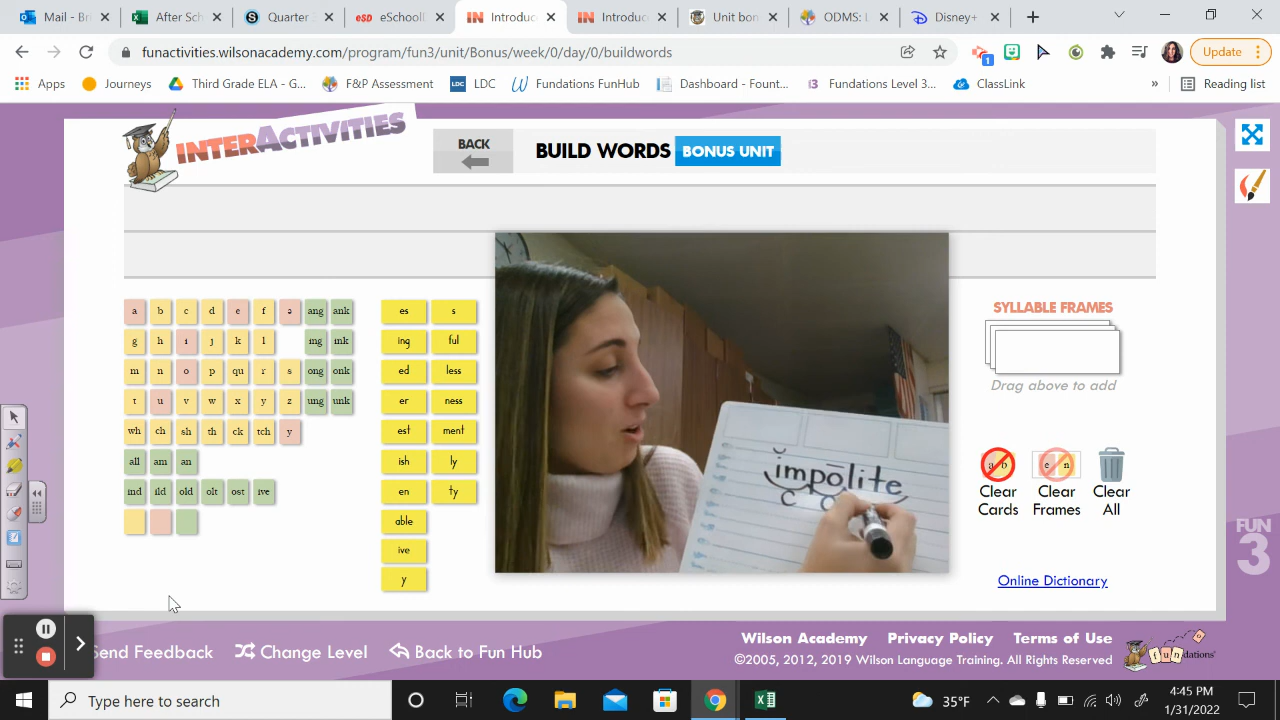 Mail - Br
After Sch
Quarter
eSchoolD
Introduc
Introduc
Unit bon
ODMS: L
Disney+
funactivities.wilsonacademy.com/program/fun3/unit/Bonus/week/0/day/0/buildwords
Update
Apps
Journeys
Third Grade ELA - G...
F&P Assessment
LDC
Fundations FunHub
Dashboard - Fount...
Fundations Level 3...
ClassLink
Reading list
INTERACTIVITIES
BACK
BUILD WORDS BONUS UNIT
a b c d e f ə ang ank
g h i j k l ing ink
m n o p qu r s ong onk
t u v w x y z ung unk
wh ch sh th ck tch y
all am an
ind ild old olt ost ive
es s
ing ful
ed less
er ness
est ment
ish ly
en ty
able
ive
y
ĭmpōlite
c o
SYLLABLE FRAMES
Drag above to add
Clear Cards
Clear Frames
Clear All
Online Dictionary
FUN 3
Send Feedback
Change Level
Back to Fun Hub
Wilson Academy Privacy Policy Terms of Use
©2005, 2012, 2019 Wilson Language Training. All Rights Reserved
fundations
Type here to search
35°F
4:45 PM
1/31/2022